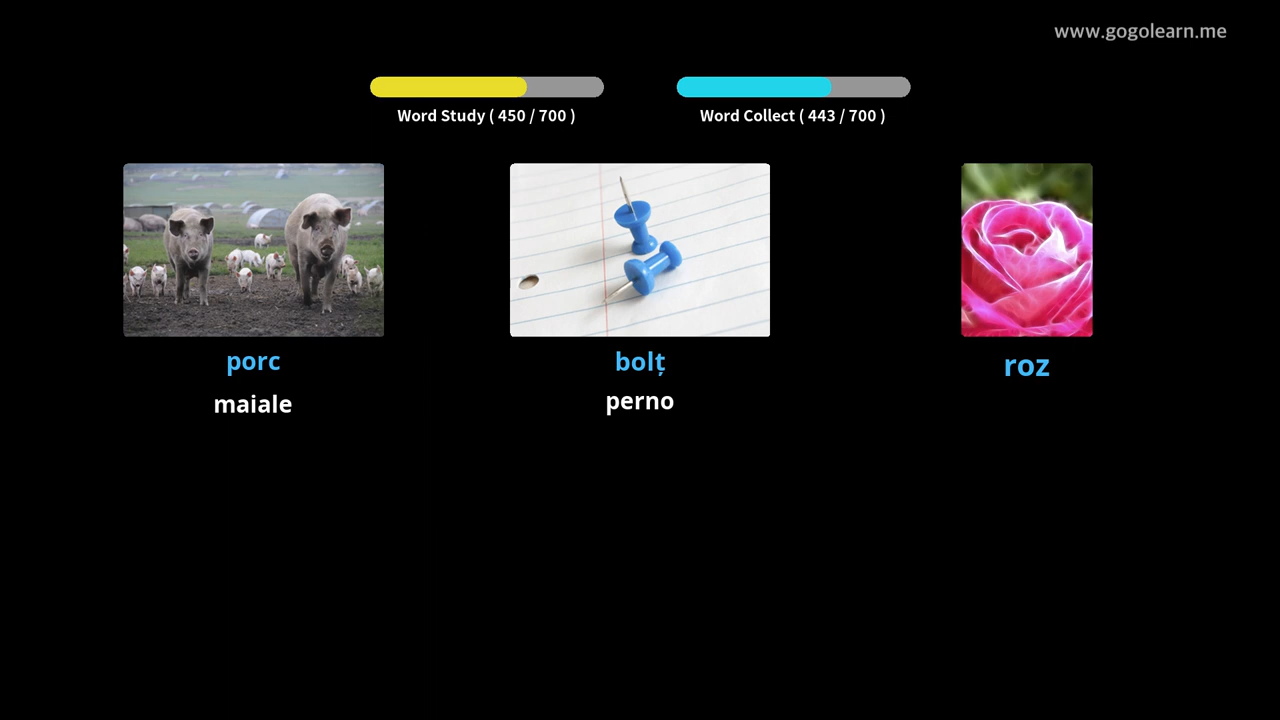 www.gogolearn.me
Word Study ( 450 / 700 )
Word Collect ( 443 / 700 )
porc
maiale
bolț
perno
roz